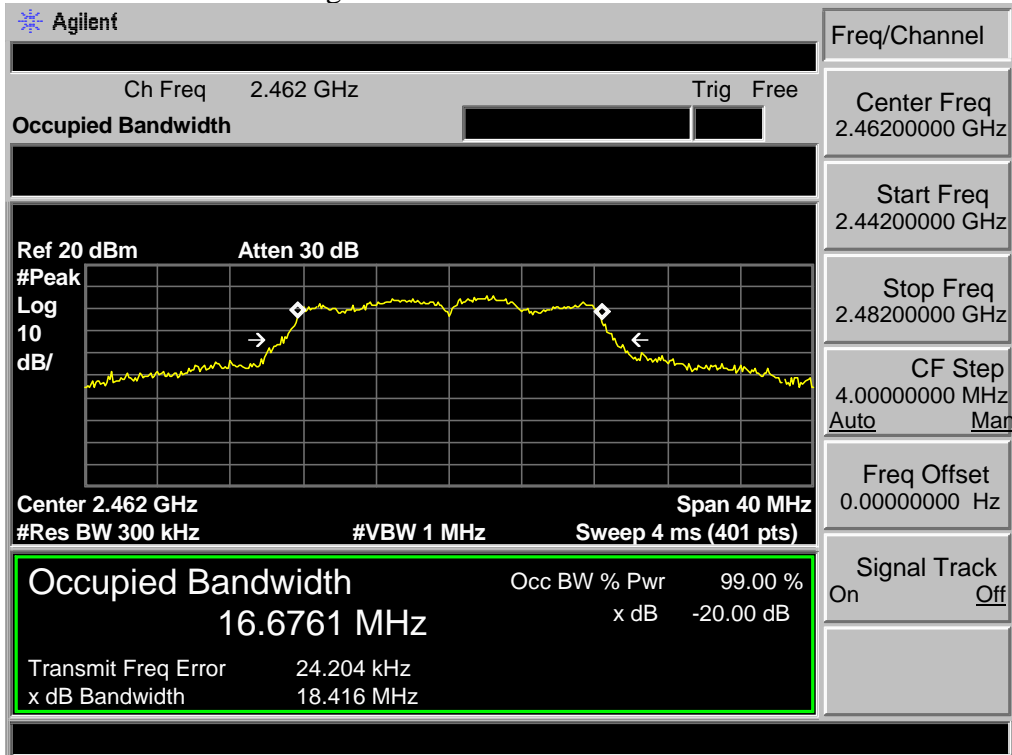 Agilent
Freq/Channel
Ch Freq 2.462 GHz Trig Free
Occupied Bandwidth
Center Freq
2.46200000 GHz
Start Freq
2.44200000 GHz
Ref 20 dBm Atten 30 dB
#Peak
Log
10
dB/
Stop Freq
2.48200000 GHz
CF Step
4.00000000 MHz
Auto Man
Center 2.462 GHz Span 40 MHz
#Res BW 300 kHz #VBW 1 MHz Sweep 4 ms (401 pts)
Freq Offset
0.00000000 Hz
Occupied Bandwidth
16.6761 MHz
Occ BW % Pwr 99.00 %
x dB -20.00 dB
Transmit Freq Error 24.204 kHz
x dB Bandwidth 18.416 MHz
Signal Track
On Off